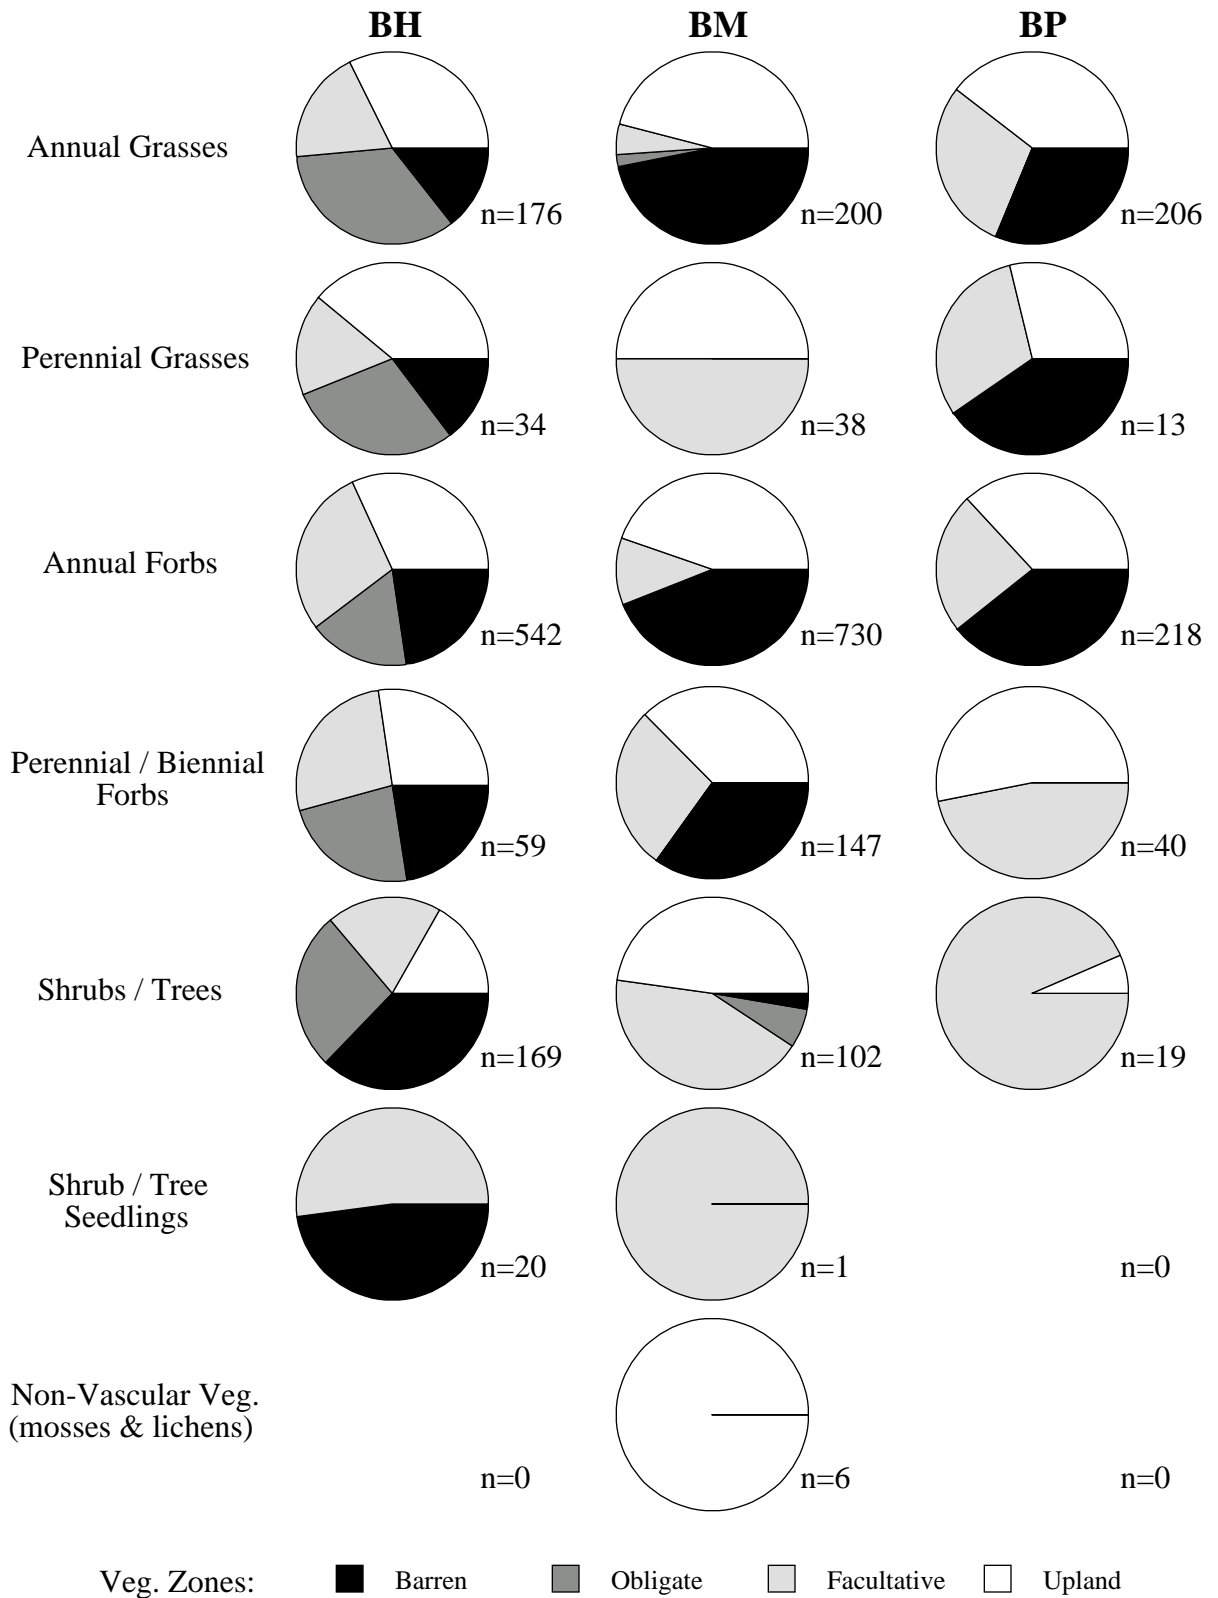 BH BM BP
Annual Grasses
n=176 n=200 n=206
Perennial Grasses
n=34 n=38 n=13
Annual Forbs
n=542 n=730 n=218
Perennial / Biennial
Forbs
n=59 n=147 n=40
Shrubs / Trees
n=169 n=102 n=19
Shrub / Tree
Seedlings
n=20 n=1 n=0
Non-Vascular Veg.
(mosses & lichens)
n=0 n=6 n=0
Veg. Zones: Barren Obligate Facultative Upland